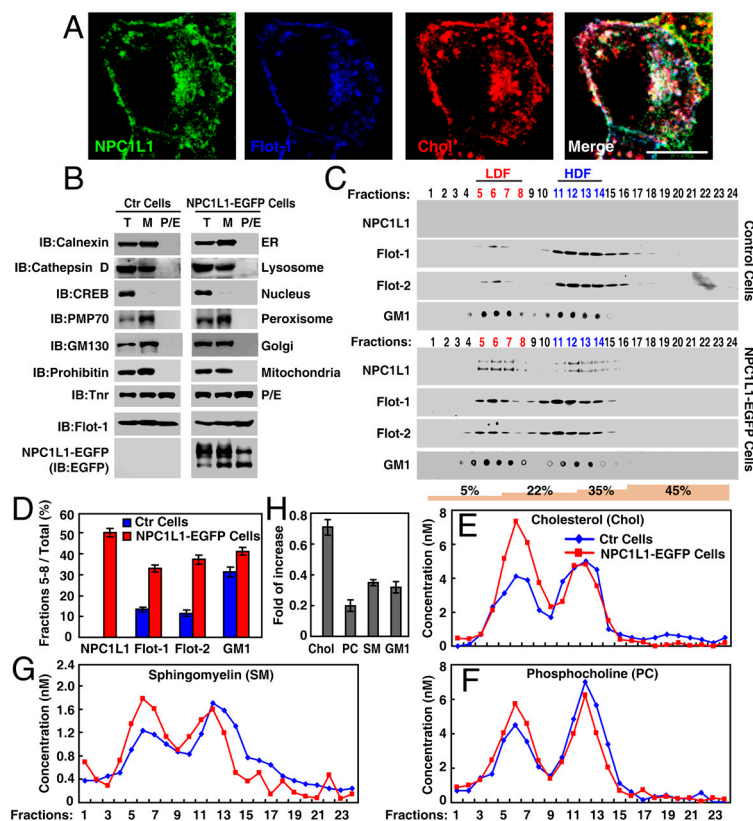 A
NPC1L1
Flot-1
Chol
Merge
B
Ctr Cells
NPC1L1-EGFP Cells
T M P/E T M P/E
IB:Calnexin ER
IB:Cathepsin D Lysosome
IB:CREB Nucleus
IB:PMP70 Peroxisome
IB:GM130 Golgi
IB:Prohibitin Mitochondria
IB:Tnr P/E
IB:Flot-1
NPC1L1-EGFP
(IB:EGFP)
C
LDF HDF
Fractions: 1 2 3 4 5 6 7 8 9 10 11 12 13 14 15 16 17 18 19 20 21 22 23 24
NPC1L1
Flot-1
Flot-2
GM1
Control Cells
Fractions: 1 2 3 4 5 6 7 8 9 10 11 12 13 14 15 16 17 18 19 20 21 22 23 24
NPC1L1
Flot-1
Flot-2
GM1
NPC1L1-EGFP Cells
5% 22% 35% 45%
D
Fractions 5-8 / Total (%)
60
50
40
30
20
10
0
Ctr Cells
NPC1L1-EGFP Cells
NPC1L1 Flot-1 Flot-2 GM1
H
Fold of increase
0.8
0.6
0.4
0.2
0
Chol PC SM GM1
E
Cholesterol (Chol)
Ctr Cells
NPC1L1-EGFP Cells
Concentration (nM)
8
6
4
2
0
1 3 5 7 9 11 13 15 17 19 21 23
G
Sphingomyelin (SM)
Concentration (nM)
2.4
2.0
1.6
1.2
0.8
0.4
0
Fractions: 1 3 5 7 9 11 13 15 17 19 21 23
F
Phosphocholine (PC)
Concentration (nM)
8
6
4
2
0
Fractions: 1 3 5 7 9 11 13 15 17 19 21 23